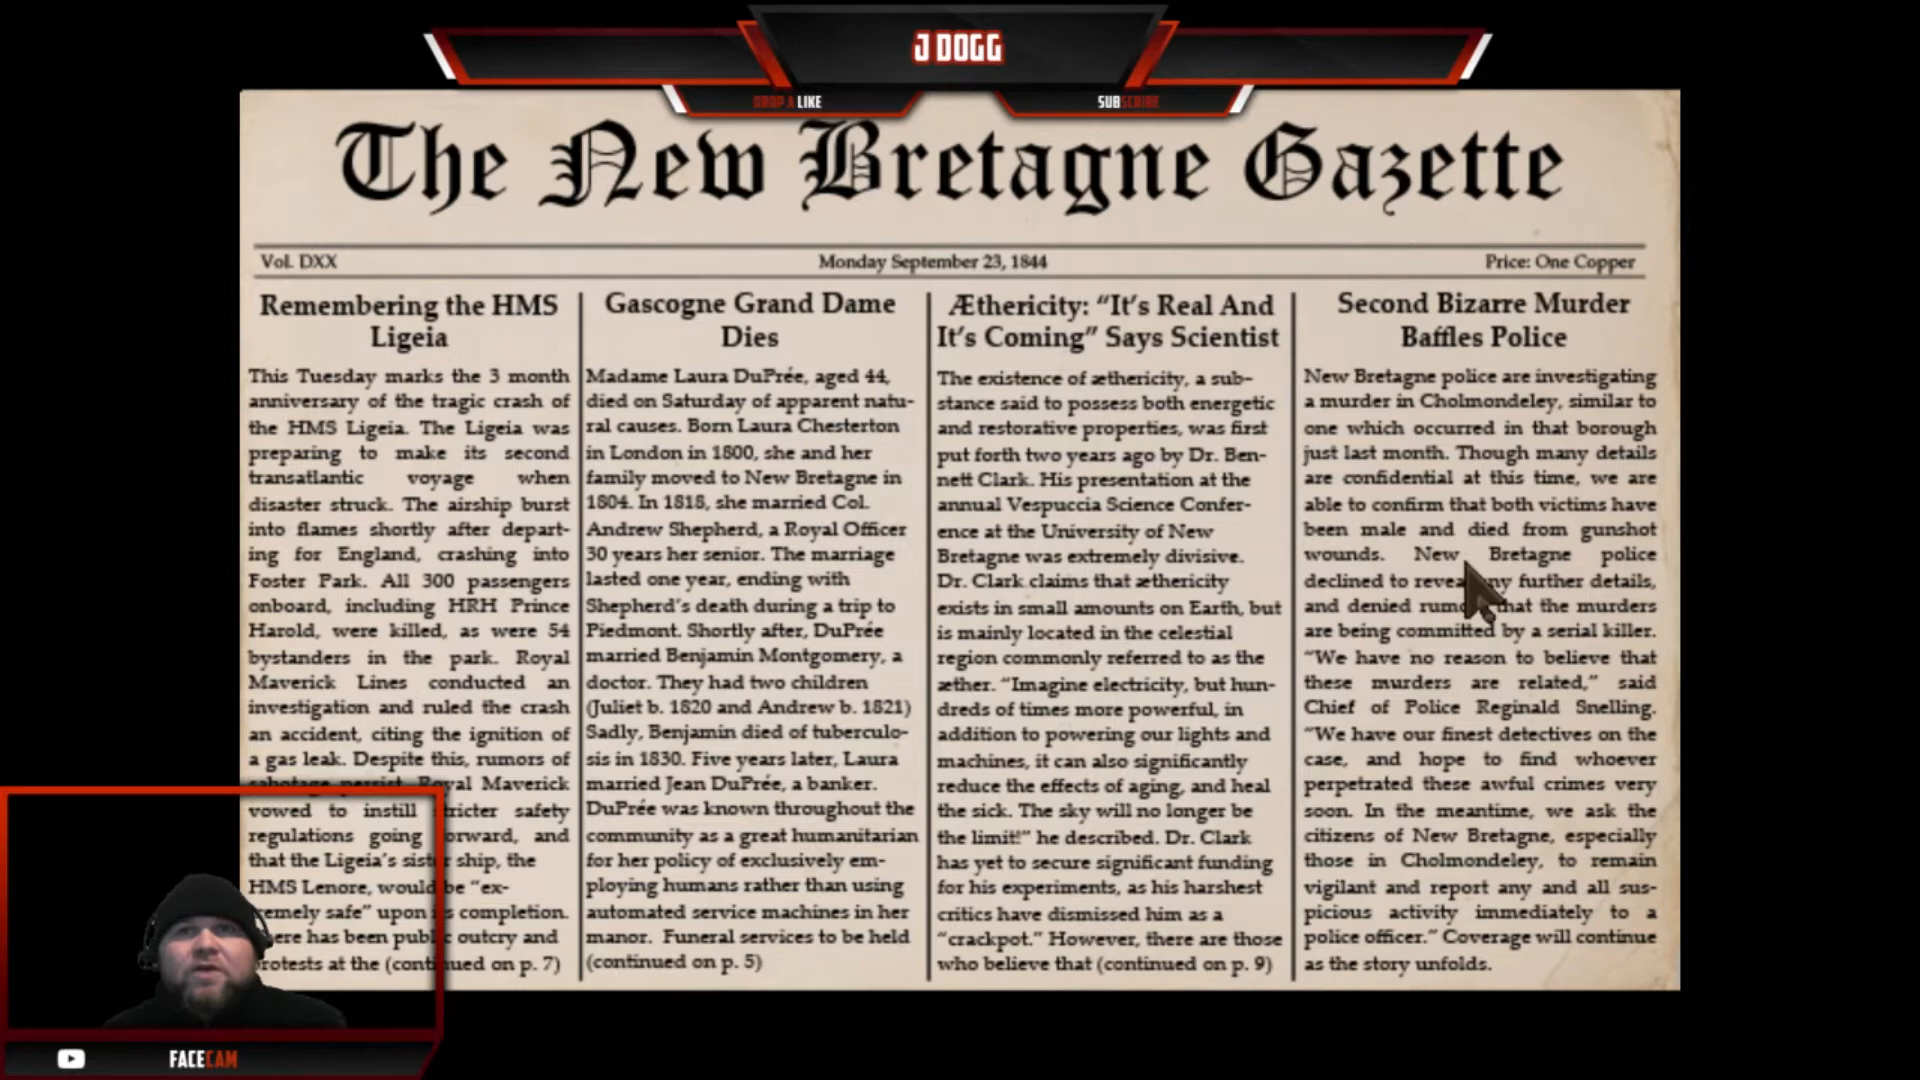 J DOGG
DROP A LIKE
SUBSCRIBE
The New Bretagne Gazette
Vol. DXX
Monday September 23, 1844
Price: One Copper
Remembering the HMS
Ligeia
This Tuesday marks the 3 month
anniversary of the tragic crash of
the HMS Ligeia. The Ligeia was
preparing to make its second
transatlantic voyage when
disaster struck. The airship burst
into flames shortly after depart-
ing for England, crashing into
Foster Park. All 300 passengers
onboard, including HRH Prince
Harold, were killed, as were 54
bystanders in the park. Royal
Maverick Lines conducted an
investigation and ruled the crash
an accident, citing the ignition of
a gas leak. Despite this, rumors of
sabotage persist. Royal Maverick
vowed to instill stricter safety
regulations going forward, and
that the Ligeia's sister ship, the
HMS Lenore, would be "ex-
tremely safe" upon its completion.
There has been public outcry and
protests at the (continued on p. 7)
Gascogne Grand Dame
Dies
Madame Laura DuPrée, aged 44,
died on Saturday of apparent natu-
ral causes. Born Laura Chesterton
in London in 1800, she and her
family moved to New Bretagne in
1804. In 1818, she married Col.
Andrew Shepherd, a Royal Officer
30 years her senior. The marriage
lasted one year, ending with
Shepherd's death during a trip to
Piedmont. Shortly after, DuPrée
married Benjamin Montgomery, a
doctor. They had two children
(Juliet b. 1820 and Andrew b. 1821)
Sadly, Benjamin died of tuberculo-
sis in 1830. Five years later, Laura
married Jean DuPrée, a banker.
DuPrée was known throughout the
community as a great humanitarian
for her policy of exclusively em-
ploying humans rather than using
automated service machines in her
manor. Funeral services to be held
(continued on p. 5)
Æthericity: "It's Real And
It's Coming" Says Scientist
The existence of æthericity, a sub-
stance said to possess both energetic
and restorative properties, was first
put forth two years ago by Dr. Ben-
nett Clark. His presentation at the
annual Vespuccia Science Confer-
ence at the University of New
Bretagne was extremely divisive.
Dr. Clark claims that æthericity
exists in small amounts on Earth, but
is mainly located in the celestial
region commonly referred to as the
æther. "Imagine electricity, but hun-
dreds of times more powerful, in
addition to powering our lights and
machines, it can also significantly
reduce the effects of aging, and heal
the sick. The sky will no longer be
the limit!" he described. Dr. Clark
has yet to secure significant funding
for his experiments, as his harshest
critics have dismissed him as a
"crackpot." However, there are those
who believe that (continued on p. 9)
Second Bizarre Murder
Baffles Police
New Bretagne police are investigating
a murder in Cholmondeley, similar to
one which occurred in that borough
just last month. Though many details
are confidential at this time, we are
able to confirm that both victims have
been male and died from gunshot
wounds. New Bretagne police
declined to reveal any further details,
and denied rumors that the murders
are being committed by a serial killer.
"We have no reason to believe that
these murders are related," said
Chief of Police Reginald Snelling.
"We have our finest detectives on the
case, and hope to find whoever
perpetrated these awful crimes very
soon. In the meantime, we ask the
citizens of New Bretagne, especially
those in Cholmondeley, to remain
vigilant and report any and all sus-
picious activity immediately to a
police officer." Coverage will continue
as the story unfolds.
FACECAM